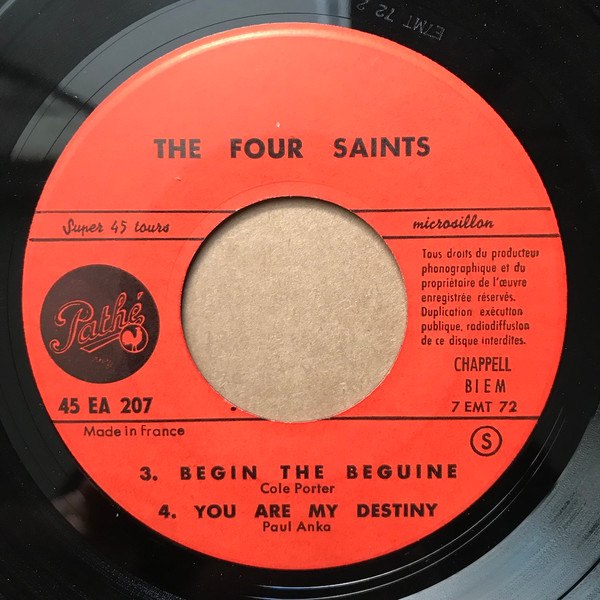 E7MT 72 2
THE FOUR SAINTS
Super 45 tours
microsillon
Tous droits du producteur
phonographique et du
propriétaire de l'œuvre
enregistrée réservés.
Duplication exécution
publique, radiodiffusion
de ce disque interdites.
Pathé
CHAPPELL
BIEM
45 EA 207
7 EMT 72
Made in France
S
3. BEGIN THE BEGUINE
Cole Porter
4. YOU ARE MY DESTINY
Paul Anka